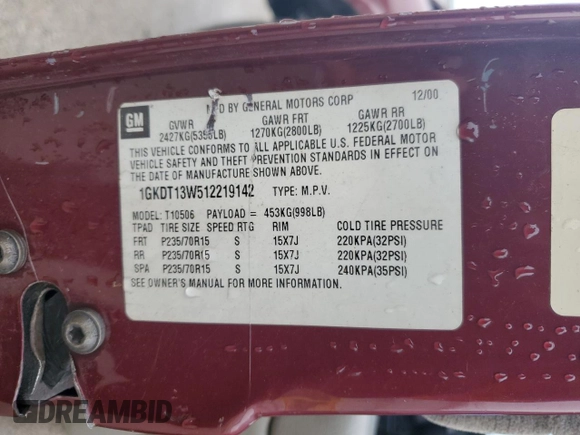 MFD BY GENERAL MOTORS CORP 12/00
GM
GVWR GAWR FRT GAWR RR
2427KG(5350LB) 1270KG(2800LB) 1225KG(2700LB)
THIS VEHICLE CONFORMS TO ALL APPLICABLE U.S. FEDERAL MOTOR
VEHICLE SAFETY AND THEFT PREVENTION STANDARDS IN EFFECT ON
THE DATE OF MANUFACTURE SHOWN ABOVE.
1GKDT13W512219142 TYPE: M.P.V.
MODEL: T10506 PAYLOAD = 453KG(998LB)
TPAD TIRE SIZE SPEED RTG RIM COLD TIRE PRESSURE
FRT P235/70R15 S 15X7J 220KPA(32PSI)
RR P235/70R15 S 15X7J 220KPA(32PSI)
SPA P235/70R15 S 15X7J 240KPA(35PSI)
SEE OWNER'S MANUAL FOR MORE INFORMATION.
DREAMBID